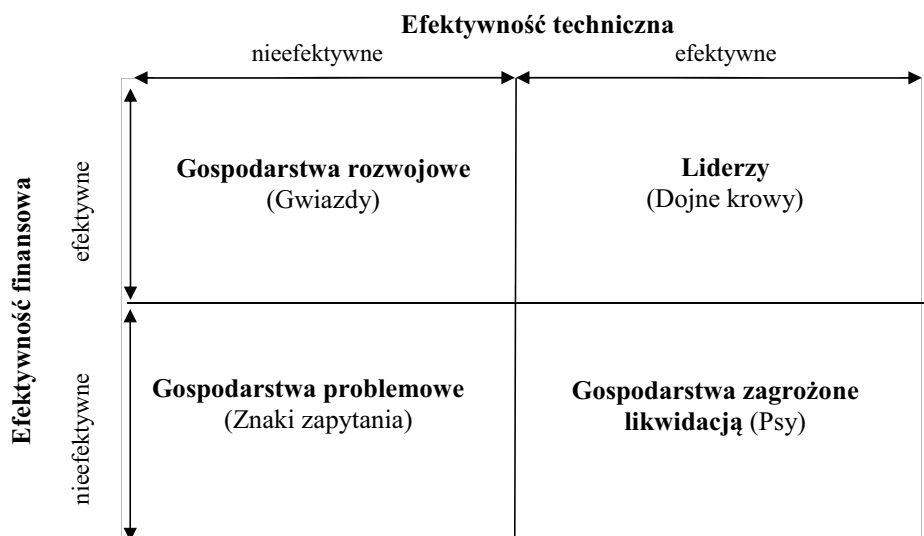 Efektywność techniczna
nieefektywne
efektywne
Efektywność finansowa
efektywne
Gospodarstwa rozwojowe
(Gwiazdy)
Liderzy
(Dojne krowy)
nieefektywne
Gospodarstwa problemowe
(Znaki zapytania)
Gospodarstwa zagrożone
likwidacją (Psy)